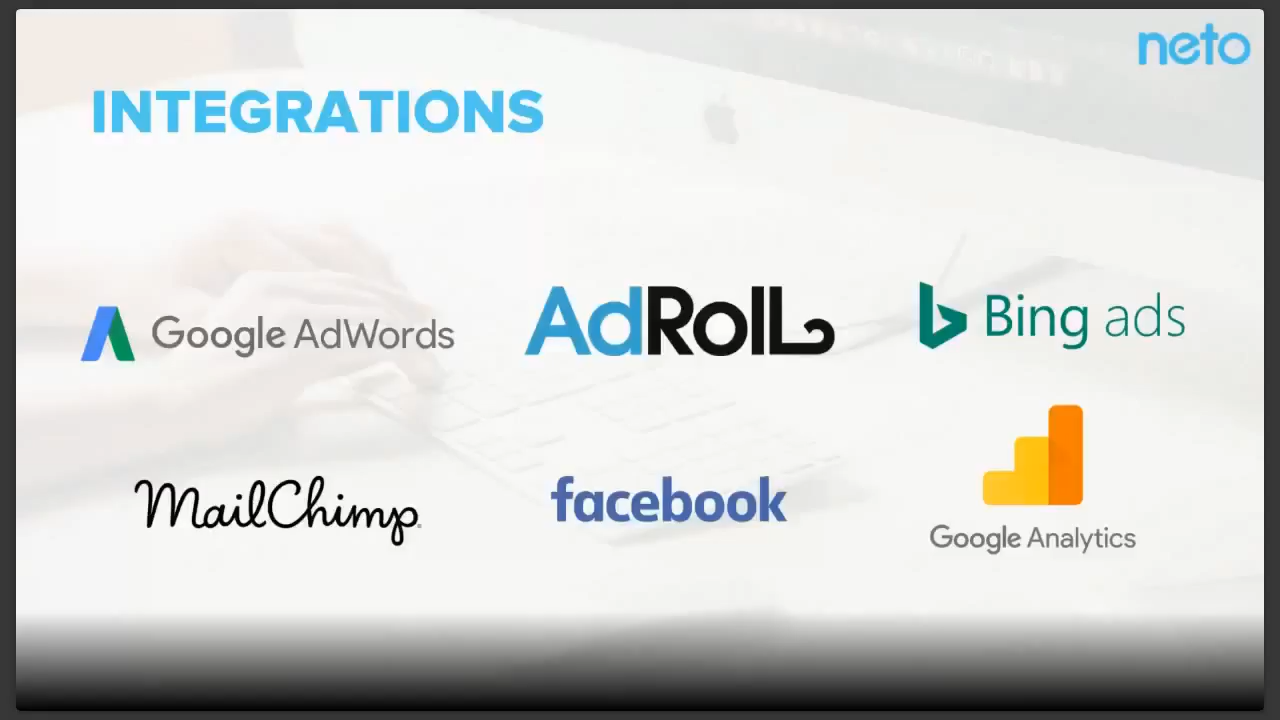 neto
INTEGRATIONS
Google AdWords
AdRoll
Bing ads
MailChimp
facebook
Google Analytics